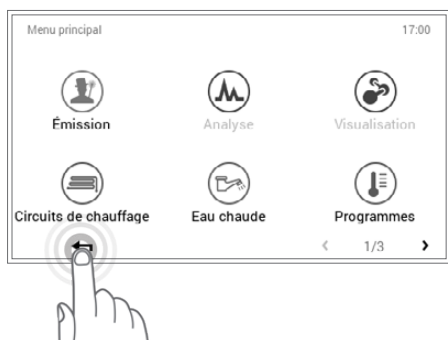 Menu principal 17:00
Émission Analyse Visualisation
Circuits de chauffage Eau chaude Programmes
1/3